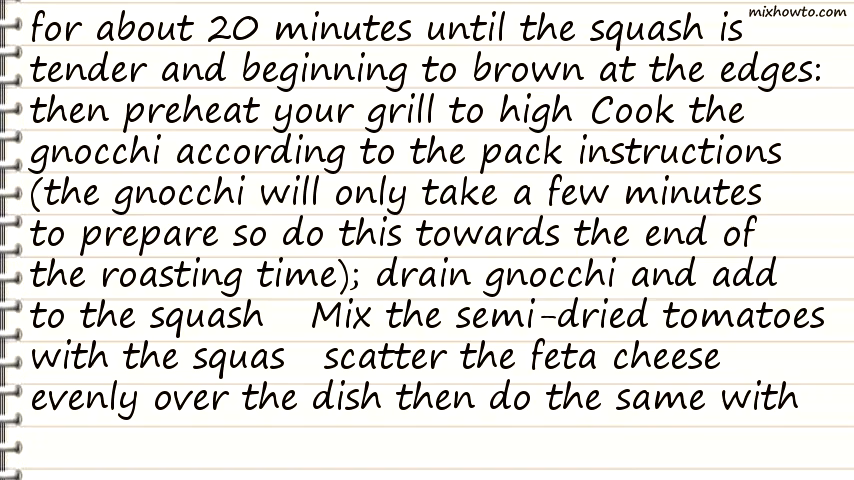 mixhowto.com
for about 20 minutes until the squash is
tender and beginning to brown at the edges:
then preheat your grill to high Cook the
gnocchi according to the pack instructions
(the gnocchi will only take a few minutes
to prepare so do this towards the end of
the roasting time); drain gnocchi and add
to the squash    Mix the semi-dried tomatoes
with the squas   scatter the feta cheese
evenly over the dish then do the same with